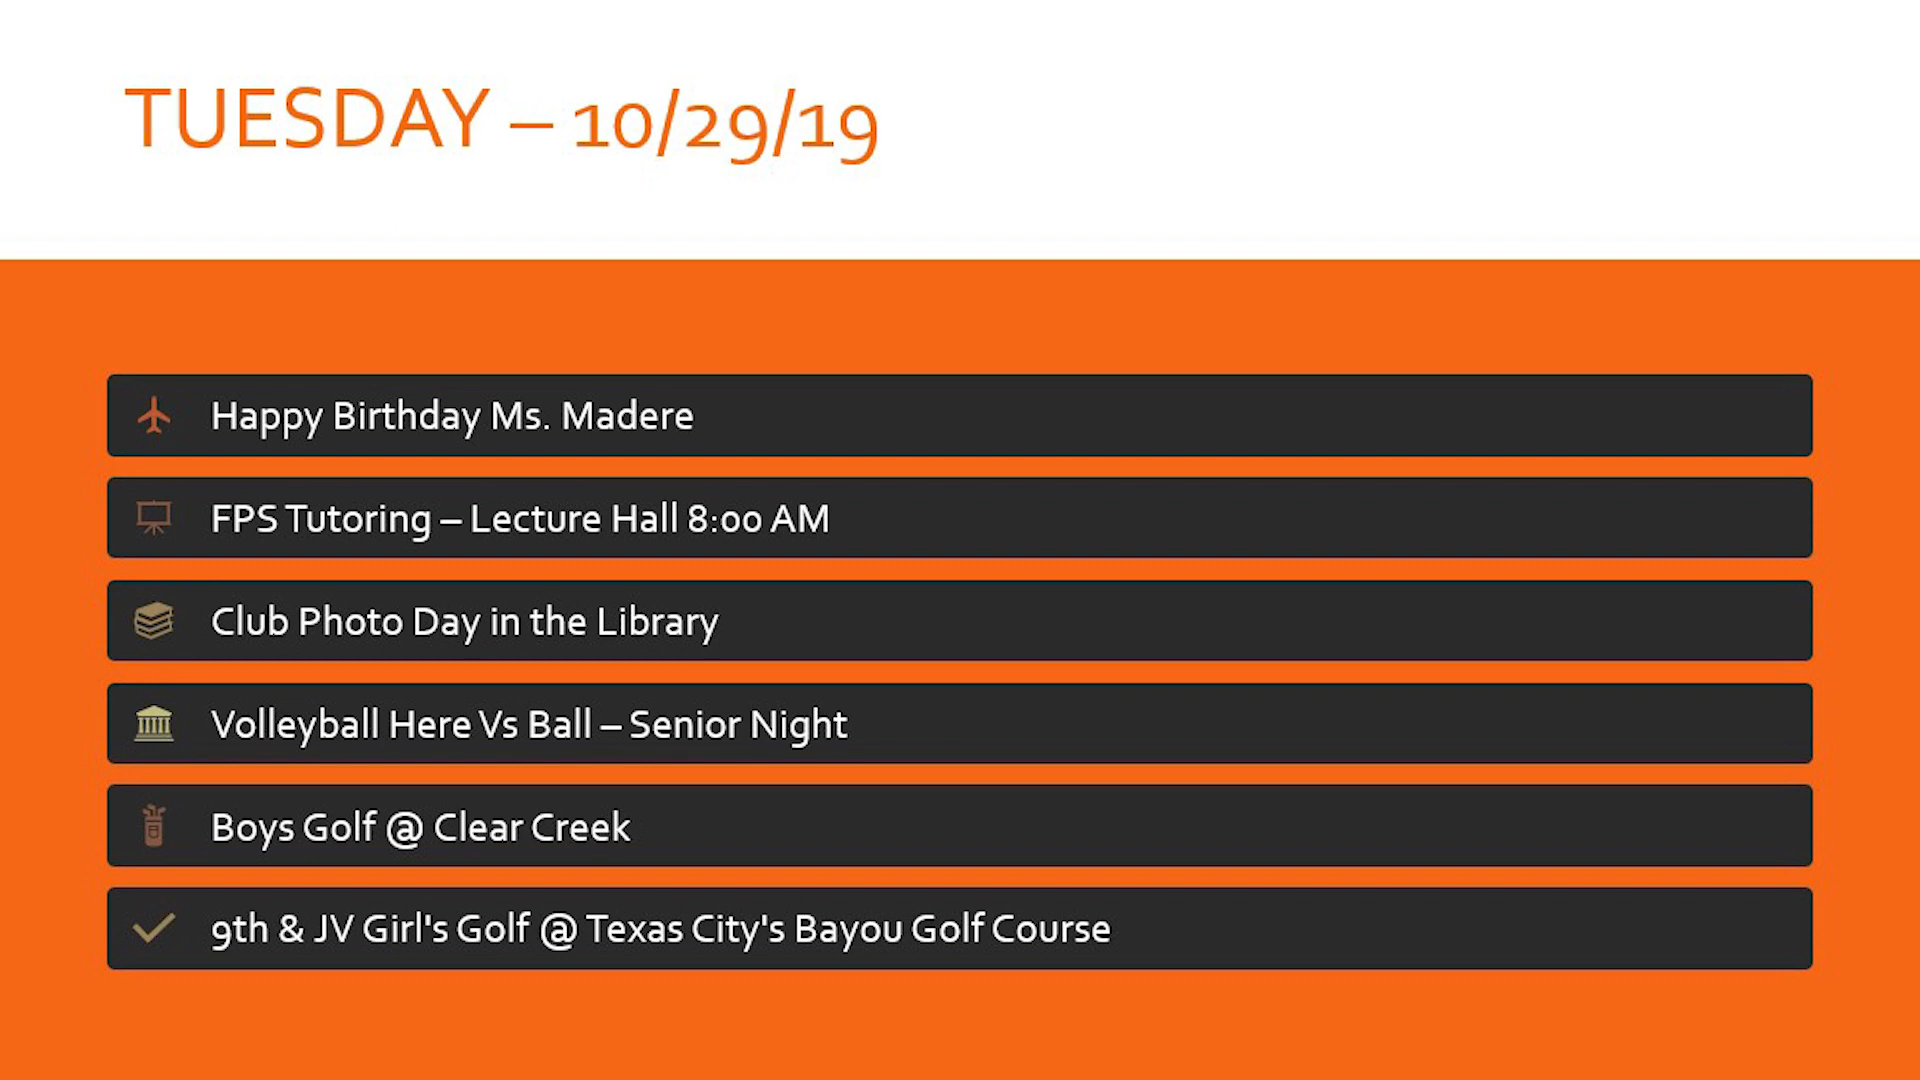 TUESDAY – 10/29/19
Happy Birthday Ms. Madere
FPS Tutoring – Lecture Hall 8:00 AM
Club Photo Day in the Library
Volleyball Here Vs Ball – Senior Night
Boys Golf @ Clear Creek
9th & JV Girl's Golf @ Texas City's Bayou Golf Course